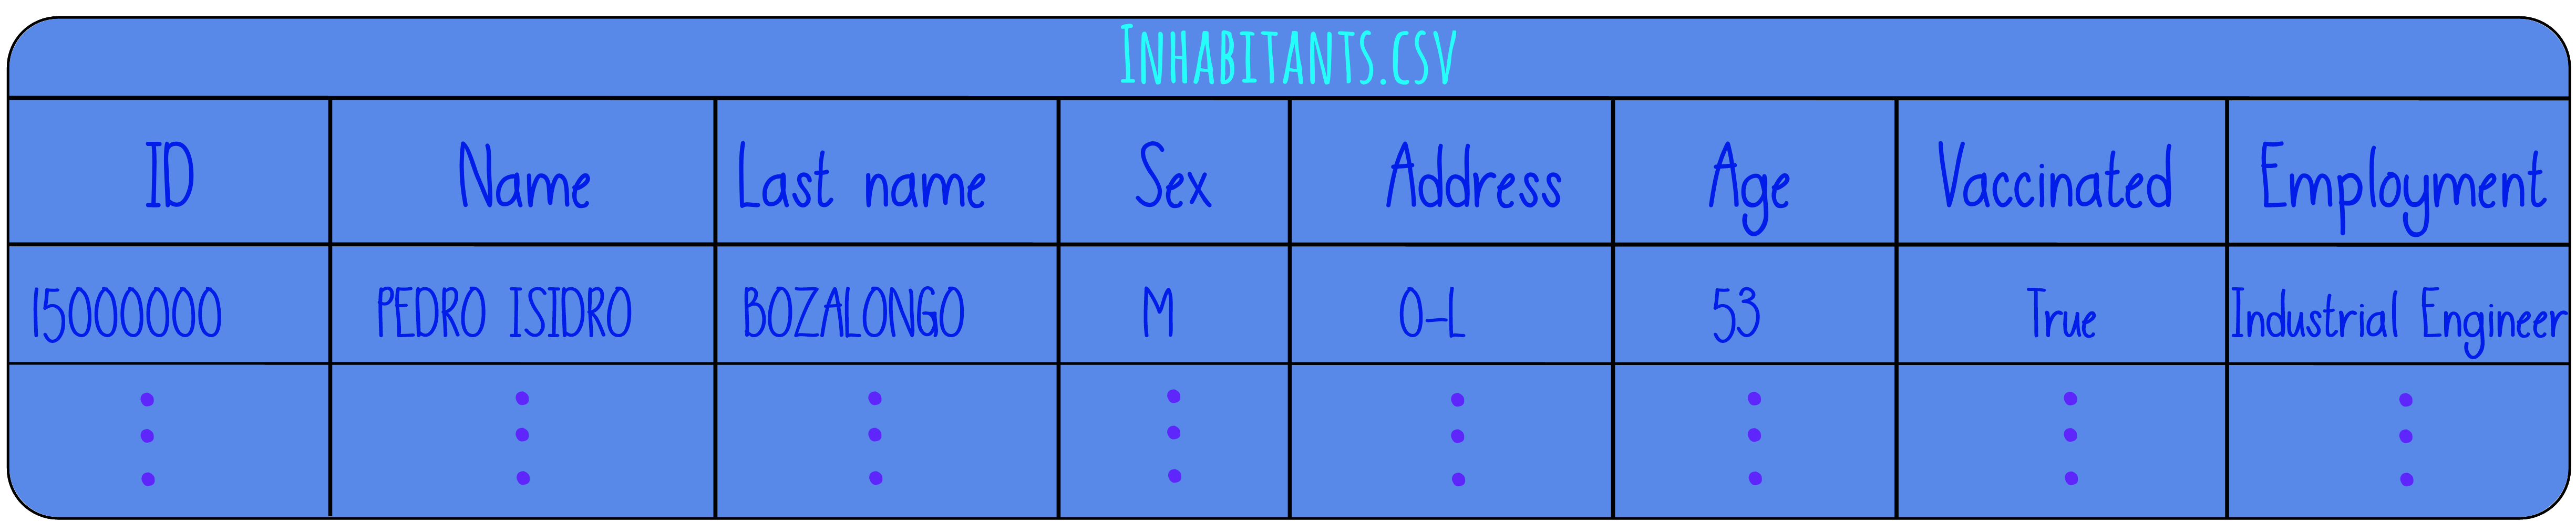 INHABITANTS.CSV
ID Name Last name Sex Address Age Vaccinated Employment
15000000 PEDRO ISIDRO BOZALONGO M 0-L 53 True Industrial Engineer